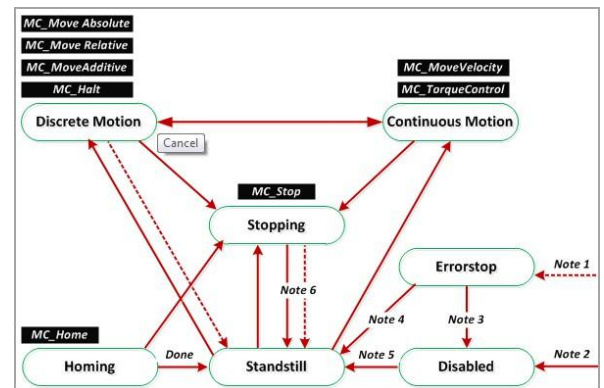 MC_Move Absolute
MC_Move Relative
MC_MoveAdditive
MC_Halt
MC_MoveVelocity
MC_TorqueControl
Discrete Motion
Continuous Motion
Cancel
MC_Stop
Stopping
Errorstop
Note 1
Note 6
Note 4
Note 3
MC_Home
Homing
Done
Standstill
Note 5
Disabled
Note 2